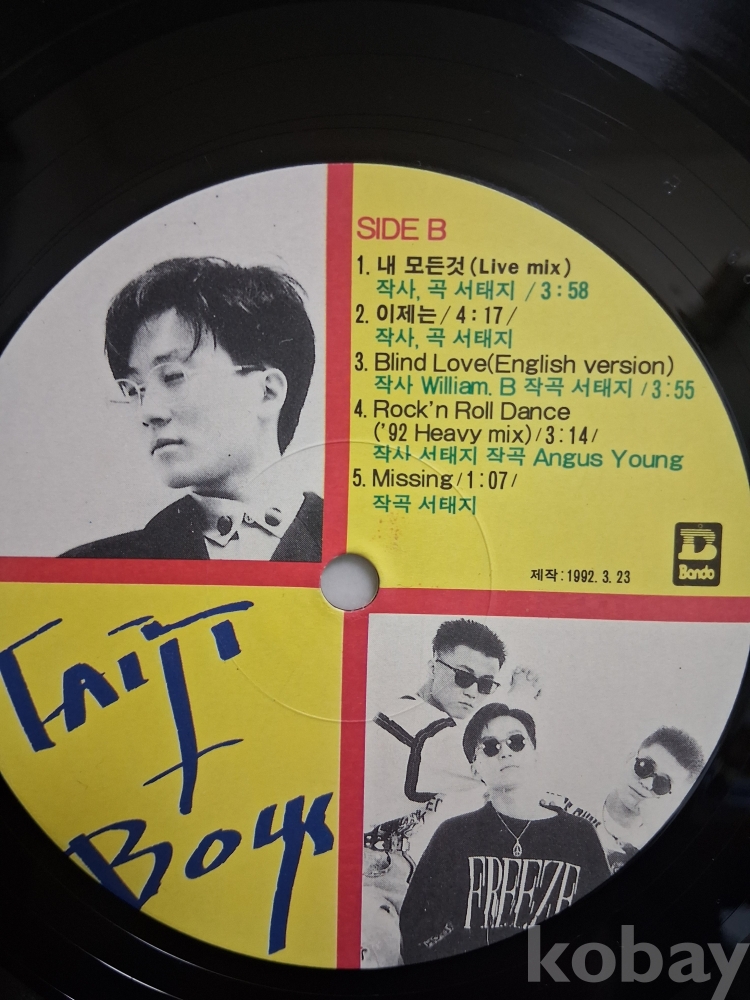 SIDE B
1. 내 모든것 (Live mix)
작사, 곡 서태지 / 3 : 58
2. 이제는 / 4 : 17 /
작사, 곡 서태지
3. Blind Love(English version)
작사 William. B 작곡 서태지 / 3 : 55
4. Rock'n Roll Dance
('92 Heavy mix) / 3 : 14 /
작사 서태지 작곡 Angus Young
5. Missing / 1 : 07 /
작곡 서태지
제작 : 1992. 3. 23
Bando
TAIJI
Boys
FREEZE
kobay